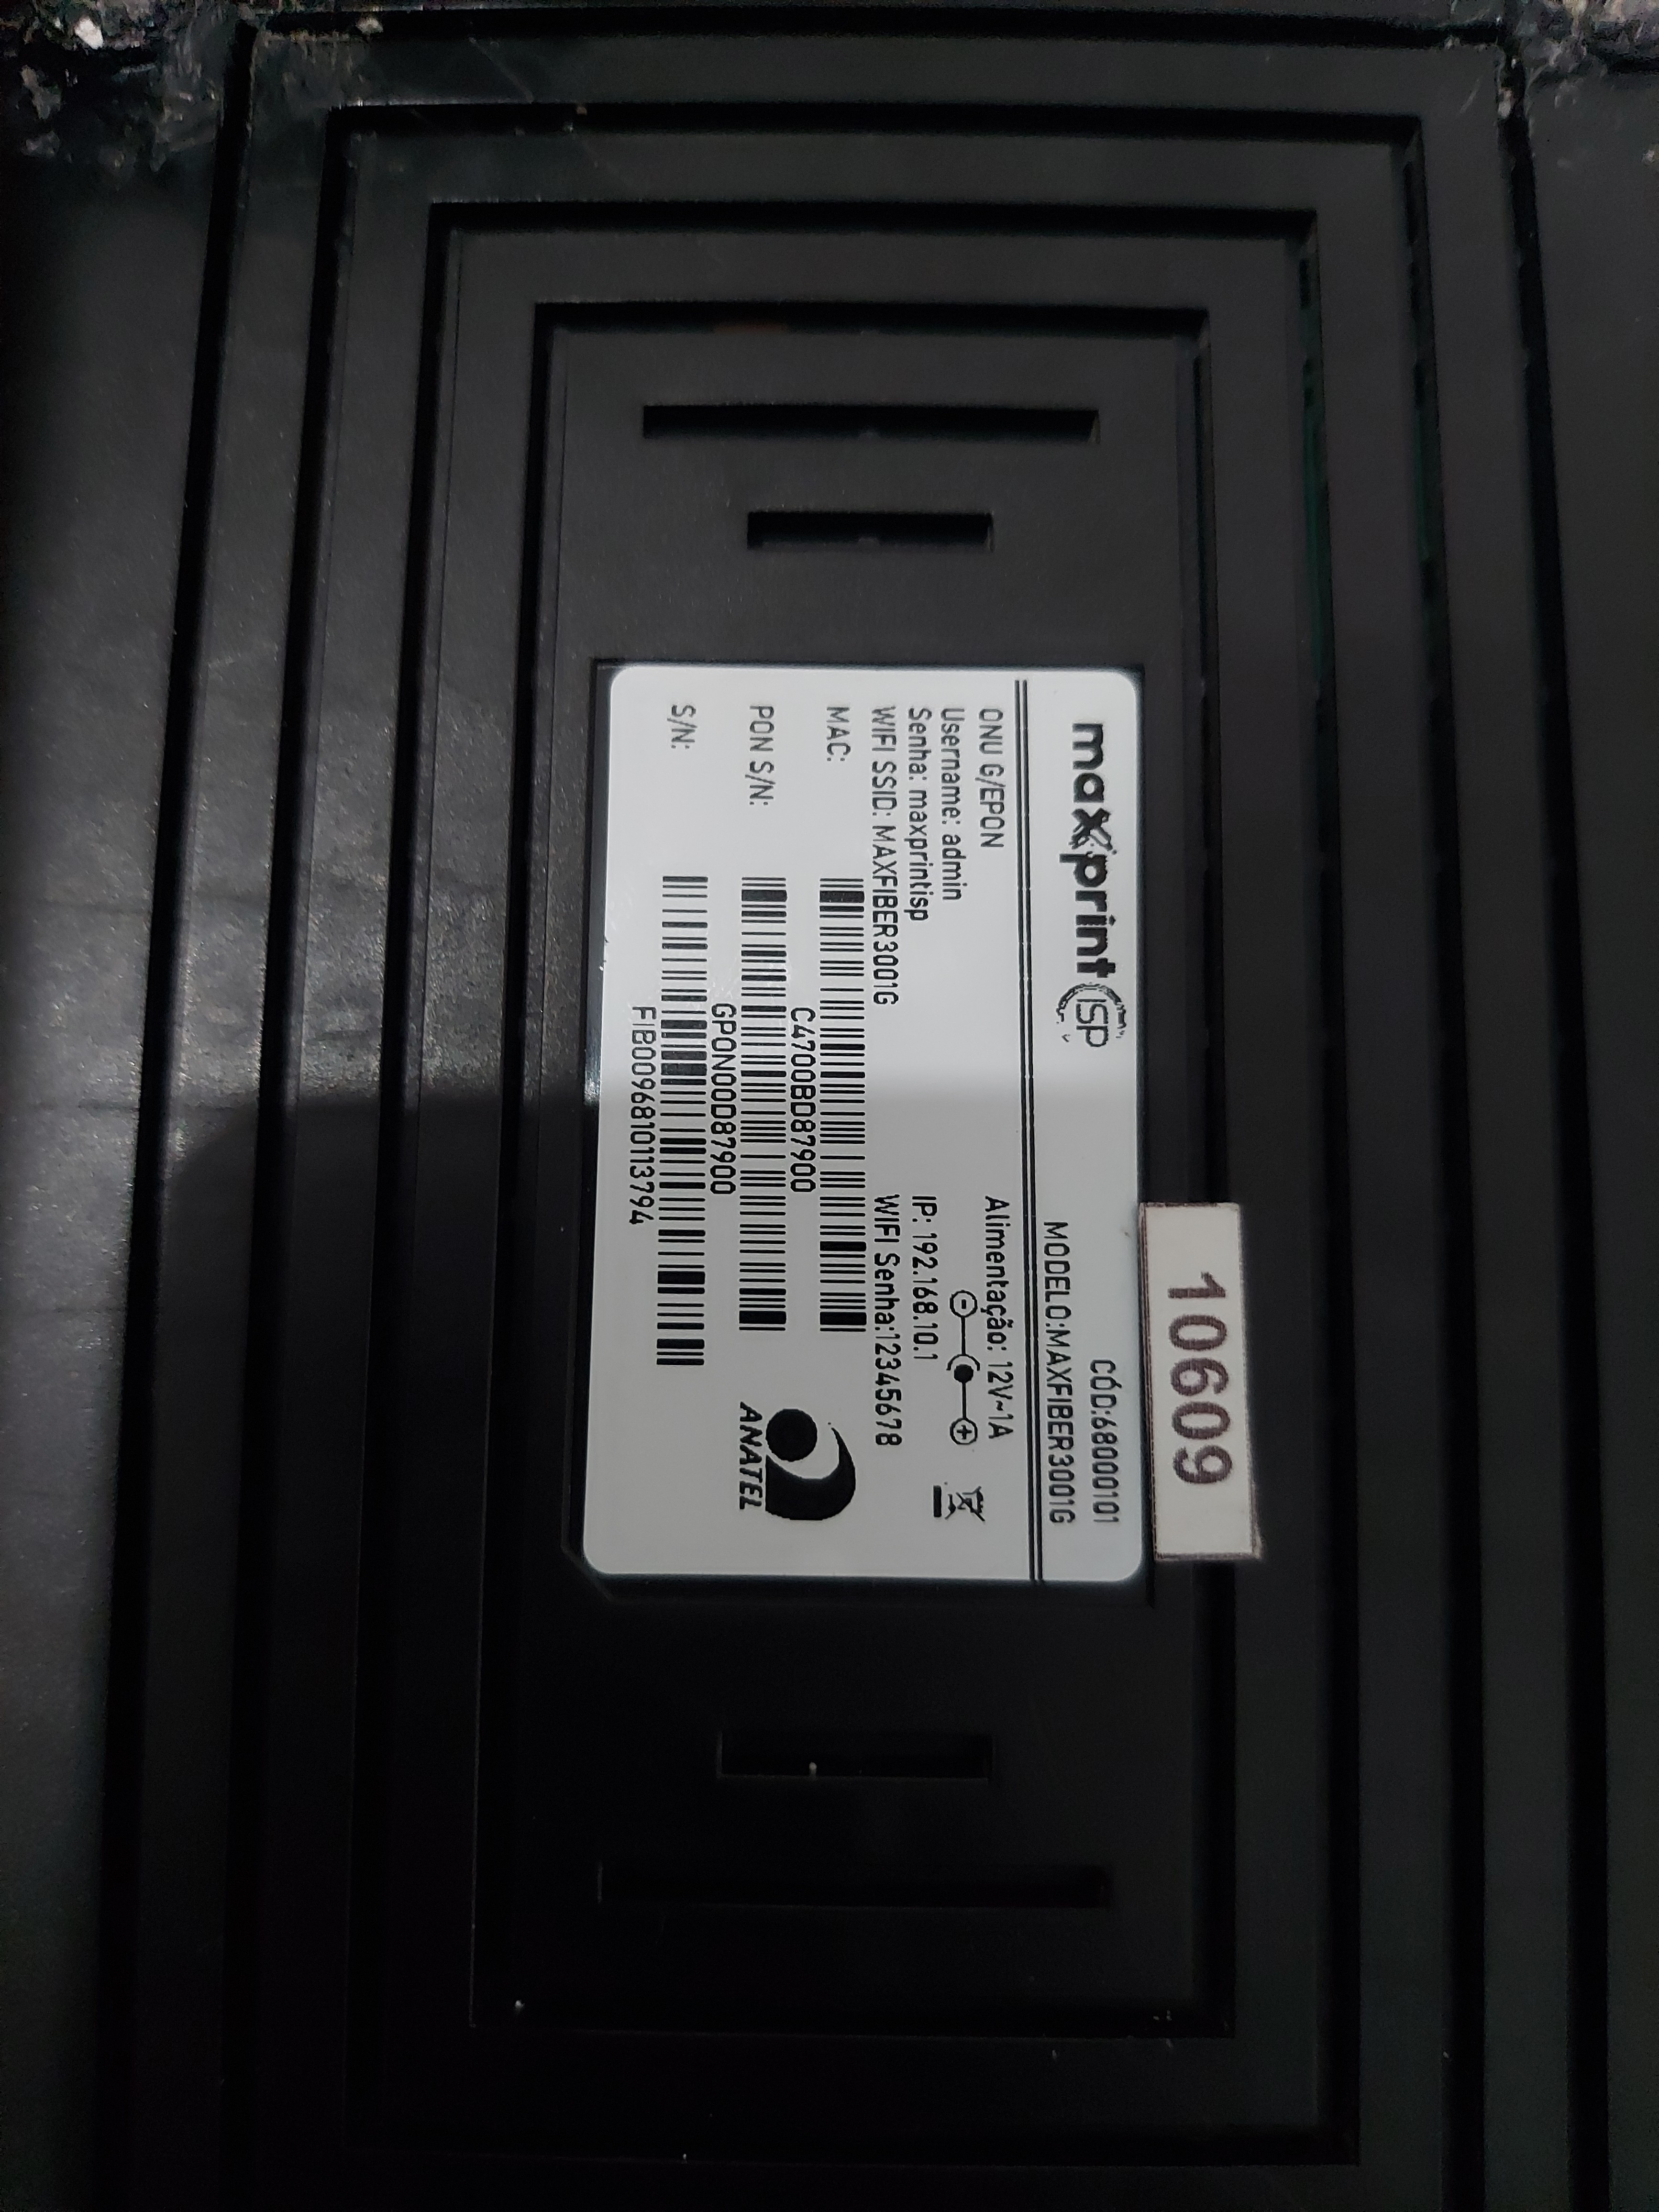 10609
maxprint ISP
CÓD:68000101
MODELO:MAXFIBER3001G
ONU G/EPON
Alimentação: 12V~1A
Username: admin
Senha: maxprintisp
IP: 192.168.10.1
WIFI SSID: MAXFIBER3001G
WIFI Senha:12345678
MAC:
C4700BD87900
PON S/N:
GPON00D87900
S/N:
FIB0096810113794
ANATEL